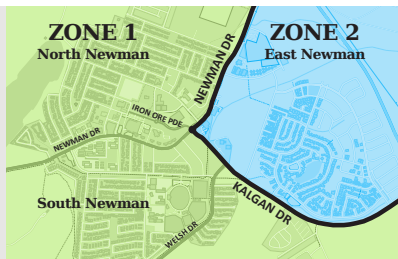 ZONE 1
North Newman
ZONE 2
East Newman
NEWMAN DR
IRON ORE PDE
NEWMAN DR
KALGAN DR
South Newman
WELSH DR